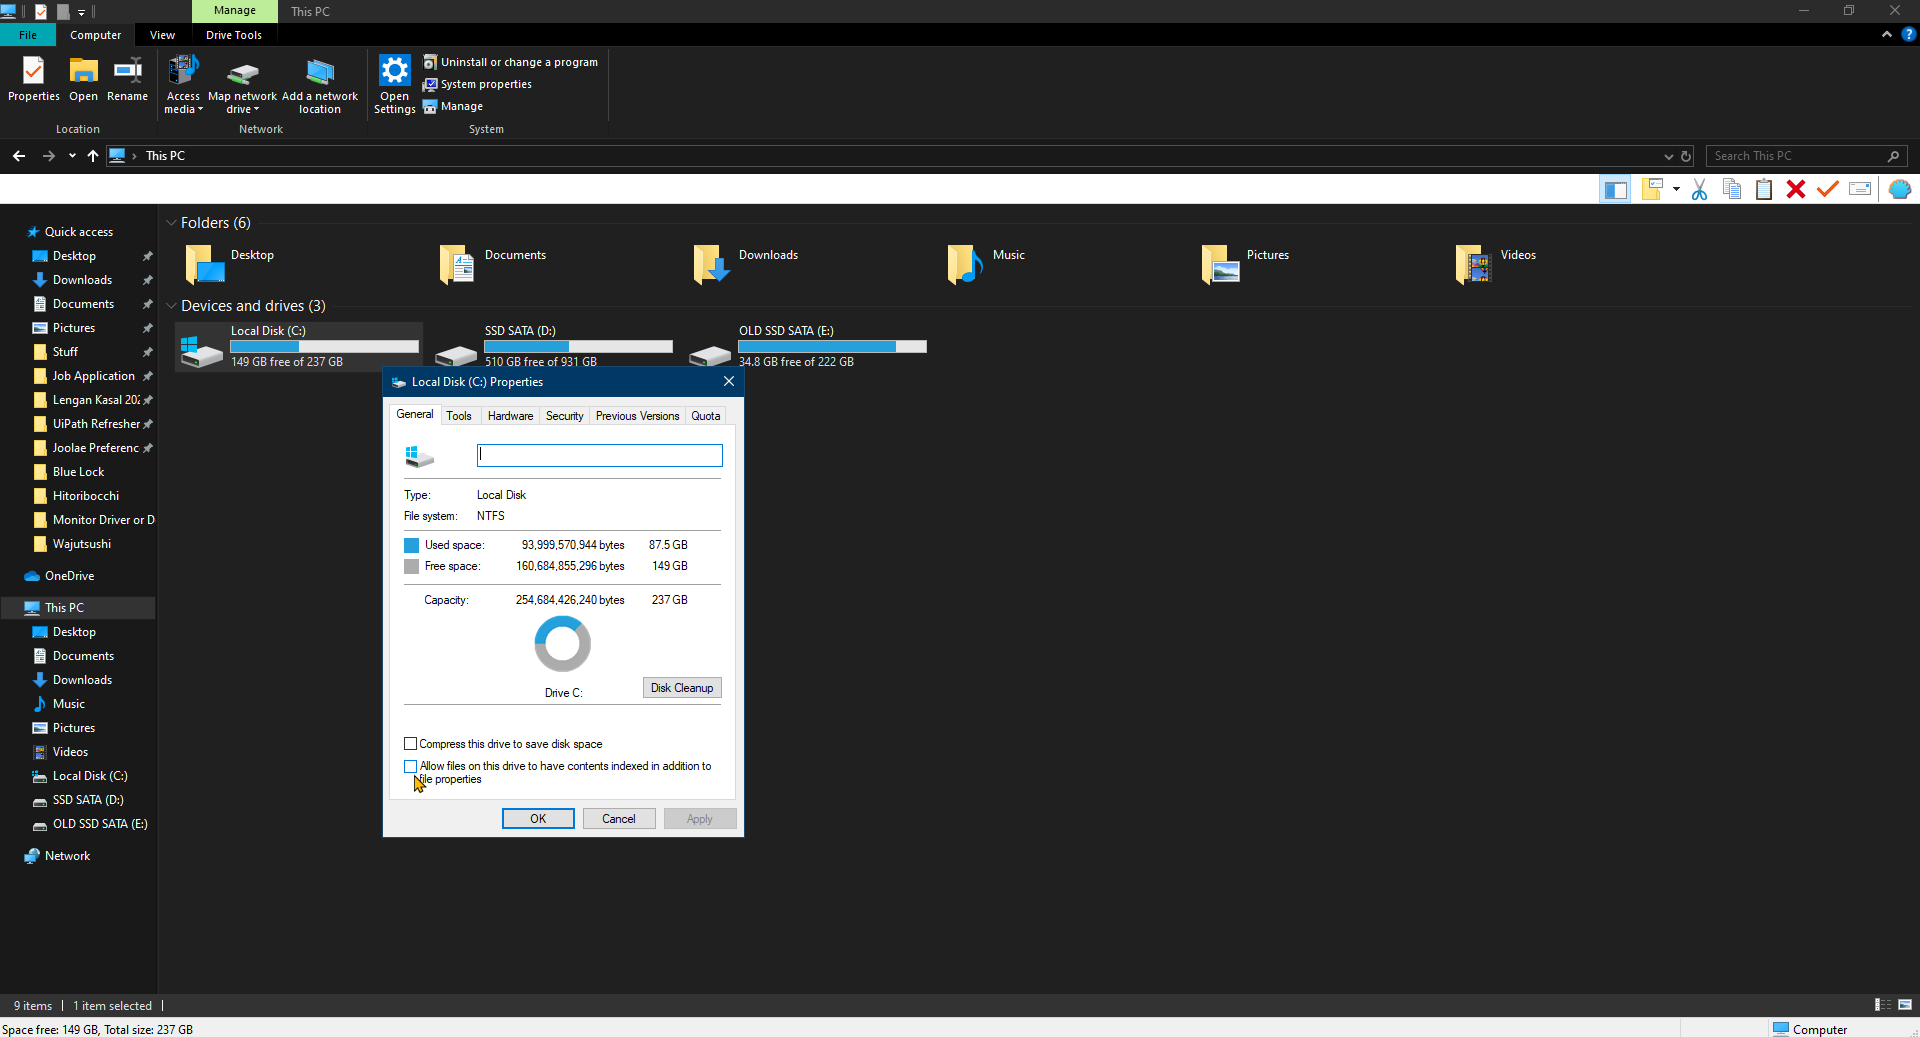 Manage
This PC
File
Computer
View
Drive Tools
Properties
Open
Rename
Access media
Map network drive
Add a network location
Open Settings
Uninstall or change a program
System properties
Manage
Location
Network
System
This PC
Search This PC
Quick access
Desktop
Downloads
Documents
Pictures
Stuff
Job Application
Lengan Kasal 202
UiPath Refresher
Joolae Preferenc
Blue Lock
Hitoribocchi
Monitor Driver or D
Wajutsushi
OneDrive
This PC
Desktop
Documents
Downloads
Music
Pictures
Videos
Local Disk (C:)
SSD SATA (D:)
OLD SSD SATA (E:)
Network
Folders (6)
Desktop
Documents
Downloads
Music
Pictures
Videos
Devices and drives (3)
Local Disk (C:)
149 GB free of 237 GB
SSD SATA (D:)
510 GB free of 931 GB
OLD SSD SATA (E:)
34.8 GB free of 222 GB
Local Disk (C:) Properties
General
Tools
Hardware
Security
Previous Versions
Quota
Type: Local Disk
File system: NTFS
Used space: 93,999,570,944 bytes 87.5 GB
Free space: 160,684,855,296 bytes 149 GB
Capacity: 254,684,426,240 bytes 237 GB
Drive C:
Disk Cleanup
Compress this drive to save disk space
Allow files on this drive to have contents indexed in addition to
file properties
OK
Cancel
Apply
9 items
1 item selected
Space free: 149 GB, Total size: 237 GB
Computer